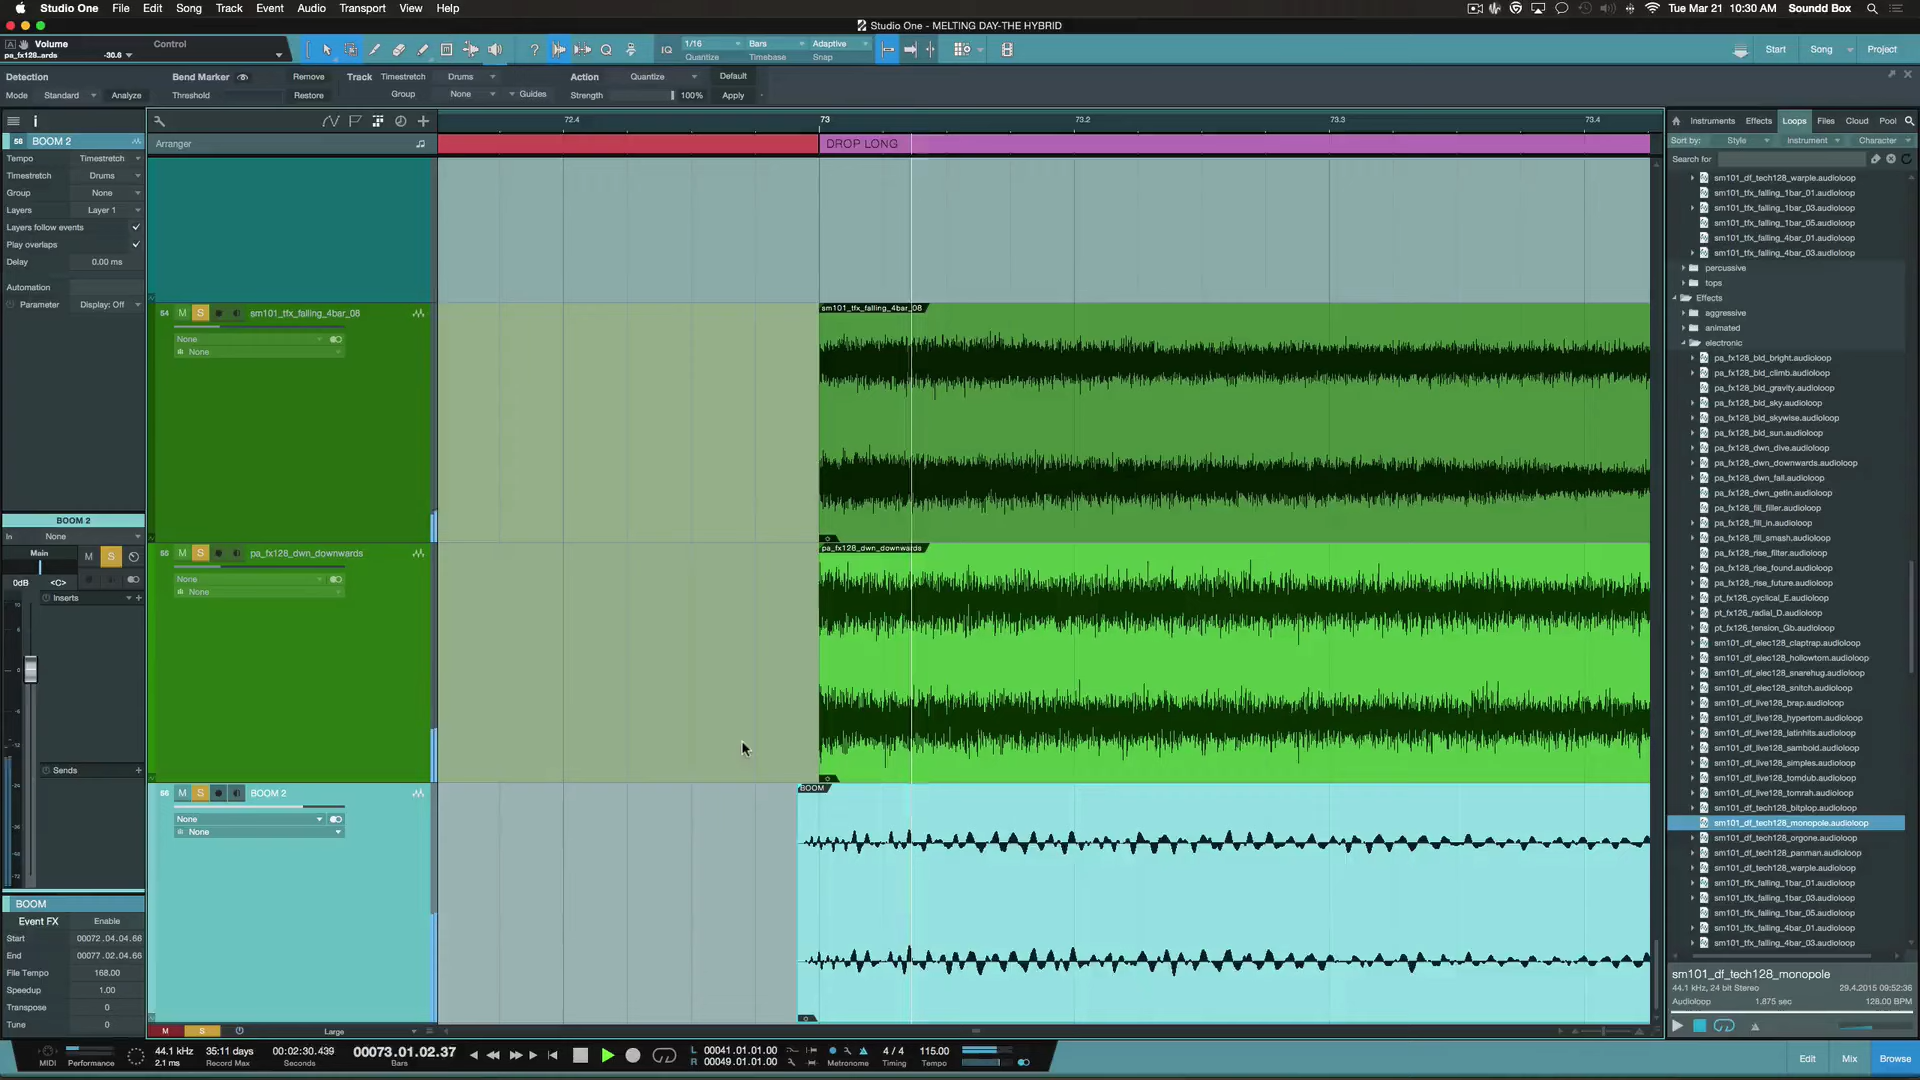 Studio One File Edit Song Track Event Audio Transport View Help
Tue Mar 21 10:30 AM Soundd Box
Studio One - MELTING DAY-THE HYBRID
Volume Control
pa_fx128_..ards -30.6
IQ 1/16 Bars Adaptive
Quantize Timebase Snap
Start Song Project
Detection Bend Marker Remove Track Timestretch Drums Action Quantize Default
Mode Standard Analyze Threshold Restore Group None Guides Strength 100% Apply
72.4 73 73.2 73.3 73.4
Arranger DROP LONG
56 BOOM 2
Tempo Timestretch
Timestretch Drums
Group None
Layers Layer 1
Layers follow events
Play overlaps
Delay 0.00 ms
Automation
Parameter Display: Off
BOOM 2
In None
Main M S
0dB <C>
Inserts
Sends
BOOM
Event FX Enable
Start 00072.04.04.66
End 00077.02.04.66
File Tempo 168.00
Speedup 1.00
Transpose 0
Tune 0
54 M S sm101_tfx_falling_4bar_08
None
None
sm101_tfx_falling_4bar_08
55 M S pa_fx128_dwn_downwards
None
None
pa_fx128_dwn_downwards
56 M S BOOM 2
None
None
BOOM
M S Large
Instruments Effects Loops Files Cloud Pool
Sort by: Style Instrument Character
Search for
sm101_df_tech128_warple.audioloop
sm101_tfx_falling_1bar_01.audioloop
sm101_tfx_falling_1bar_03.audioloop
sm101_tfx_falling_1bar_05.audioloop
sm101_tfx_falling_4bar_01.audioloop
sm101_tfx_falling_4bar_03.audioloop
percussive
tops
Effects
aggressive
animated
electronic
pa_fx128_bld_bright.audioloop
pa_fx128_bld_climb.audioloop
pa_fx128_bld_gravity.audioloop
pa_fx128_bld_sky.audioloop
pa_fx128_bld_skywise.audioloop
pa_fx128_bld_sun.audioloop
pa_fx128_dwn_dive.audioloop
pa_fx128_dwn_downwards.audioloop
pa_fx128_dwn_fall.audioloop
pa_fx128_dwn_getin.audioloop
pa_fx128_fill_filler.audioloop
pa_fx128_fill_in.audioloop
pa_fx128_fill_smash.audioloop
pa_fx128_rise_filter.audioloop
pa_fx128_rise_found.audioloop
pa_fx128_rise_future.audioloop
pt_fx126_cyclical_E.audioloop
pt_fx126_radial_D.audioloop
pt_fx126_tension_Gb.audioloop
sm101_df_elec128_claptrap.audioloop
sm101_df_elec128_hollowtom.audioloop
sm101_df_elec128_snarehug.audioloop
sm101_df_elec128_snitch.audioloop
sm101_df_live128_brap.audioloop
sm101_df_live128_hypertom.audioloop
sm101_df_live128_latinhits.audioloop
sm101_df_live128_sambold.audioloop
sm101_df_live128_simples.audioloop
sm101_df_live128_tomdub.audioloop
sm101_df_live128_tomrah.audioloop
sm101_df_tech128_bitplop.audioloop
sm101_df_tech128_monopole.audioloop
sm101_df_tech128_orgone.audioloop
sm101_df_tech128_panman.audioloop
sm101_df_tech128_warple.audioloop
sm101_tfx_falling_1bar_01.audioloop
sm101_tfx_falling_1bar_03.audioloop
sm101_tfx_falling_1bar_05.audioloop
sm101_tfx_falling_4bar_01.audioloop
sm101_tfx_falling_4bar_03.audioloop
sm101_df_tech128_monopole
44.1 kHz, 24 bit Stereo 29.4.2015 09:52:36
Audioloop 1.875 sec 128.00 BPM
44.1 kHz 35:11 days 00:02:30.439 00073.01.02.37 L 00041.01.01.00 4 / 4 115.00
MIDI Performance 2.1 ms Record Max Seconds Bars R 00049.01.01.00 Metronome Timing Tempo
Edit Mix Browse